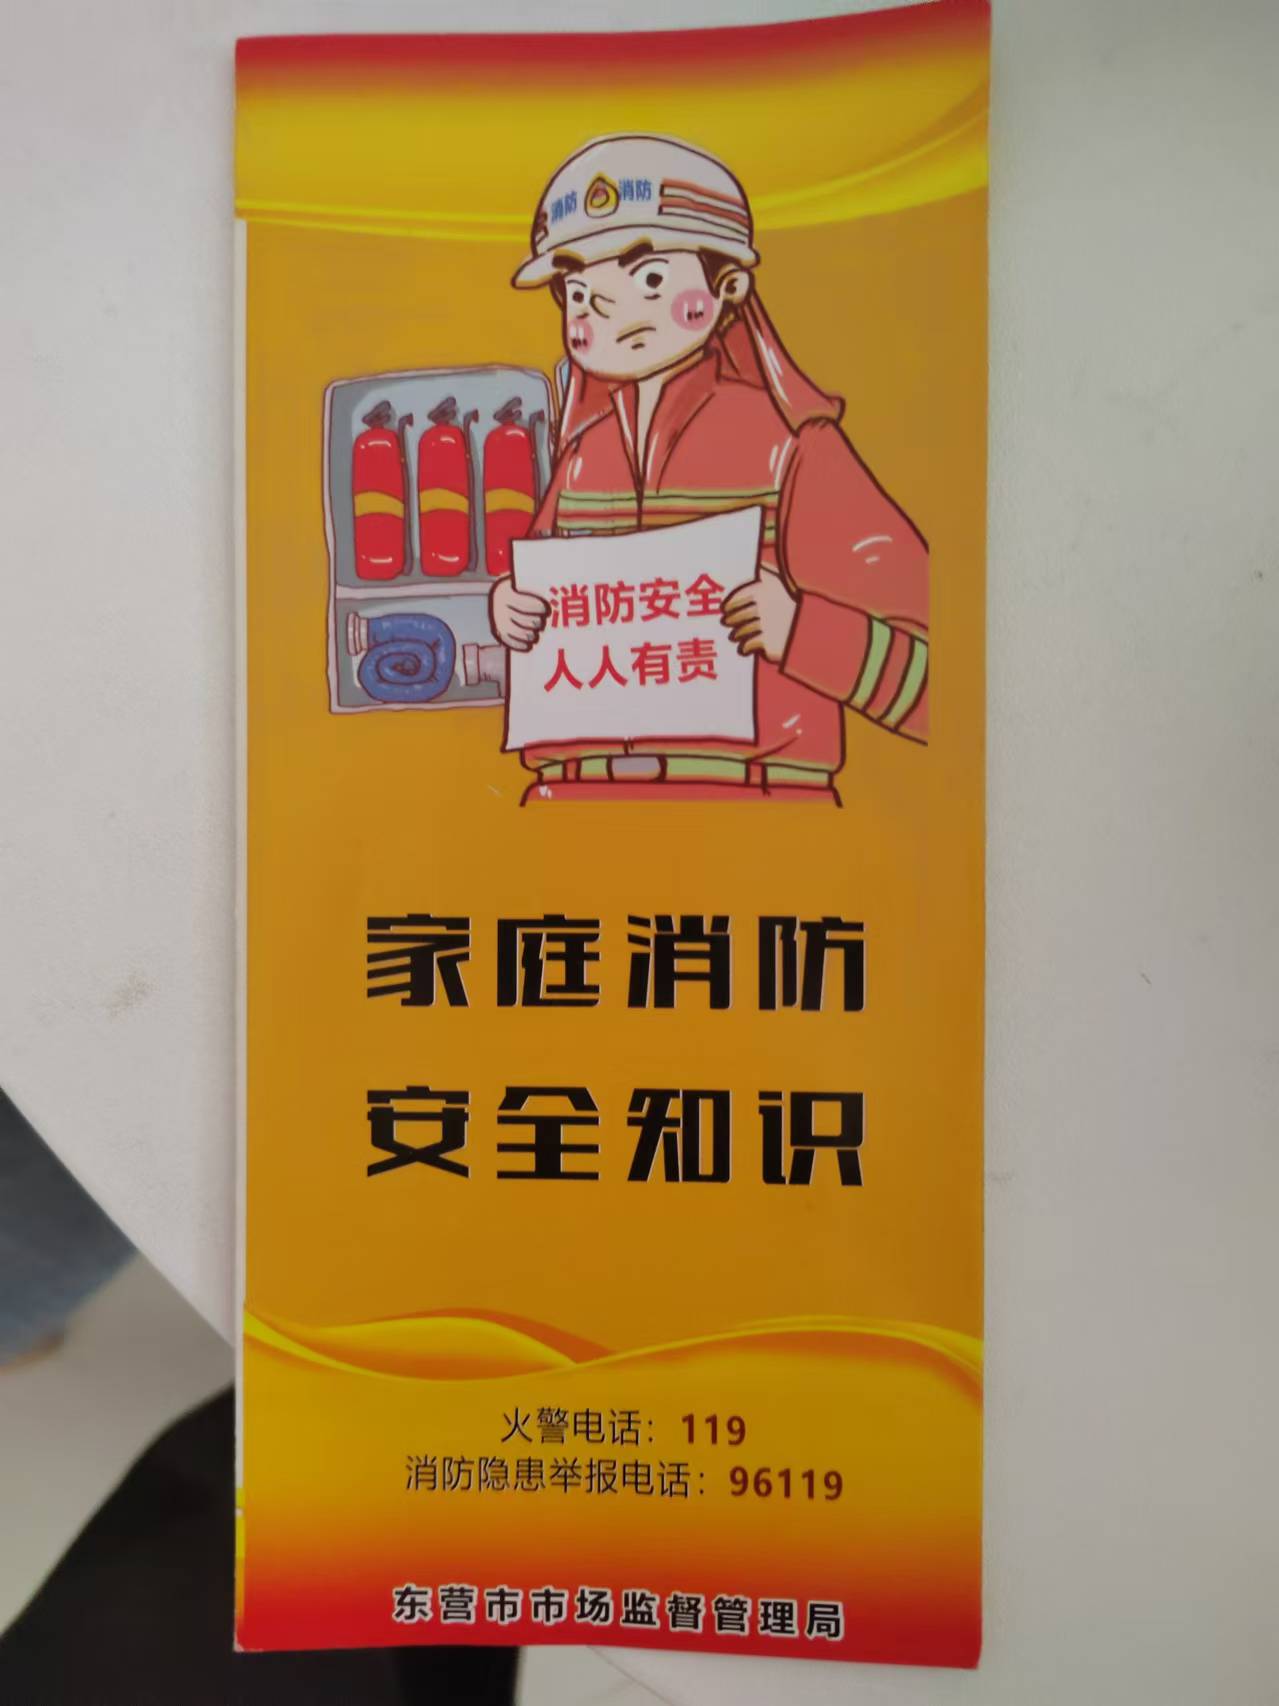 消防 消防
消防安全
人人有责
家庭消防
安全知识
火警电话：119
消防隐患举报电话：96119
东营市市场监督管理局